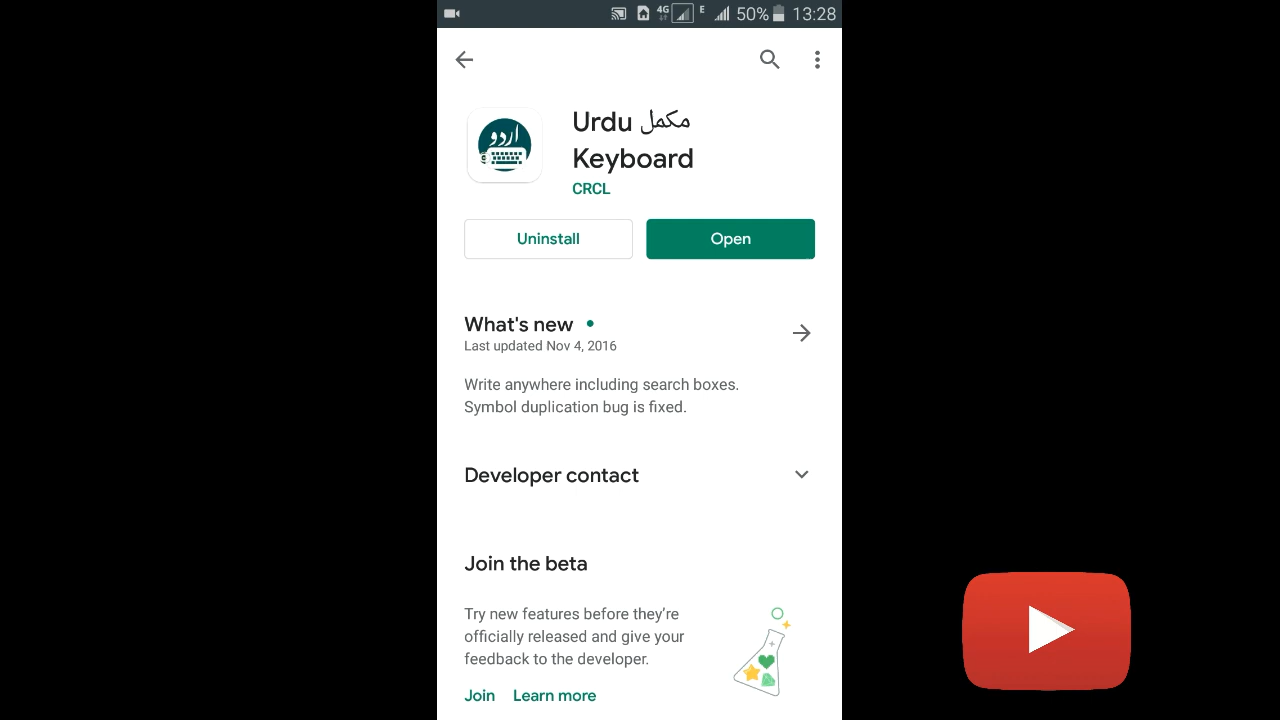 4G E 50% 13:28
اردو
Urdu مکمل
Keyboard
CRCL
Uninstall Open
What's new
Last updated Nov 4, 2016
Write anywhere including search boxes.
Symbol duplication bug is fixed.
Developer contact
Join the beta
Try new features before they’re
officially released and give your
feedback to the developer.
Join Learn more